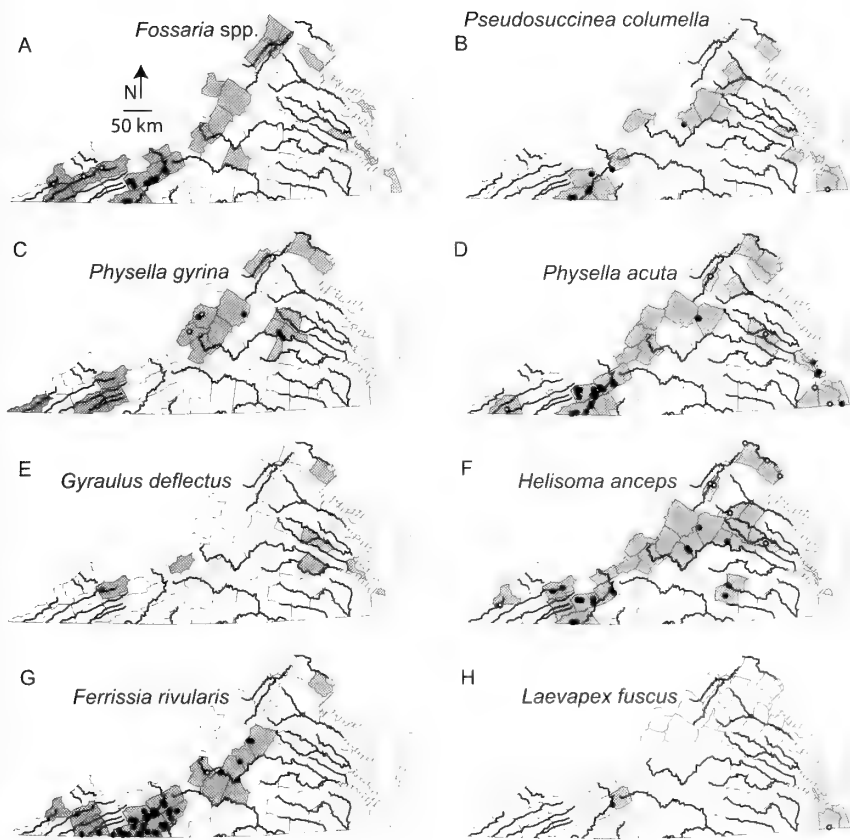 A
Fossaria spp.
N
50 km
B
Pseudosuccinea columella
C
Physella gyrina
D
Physella acuta
E
Gyraulus deflectus
F
Helisoma anceps
G
Ferrissia rivularis
H
Laevapex fuscus